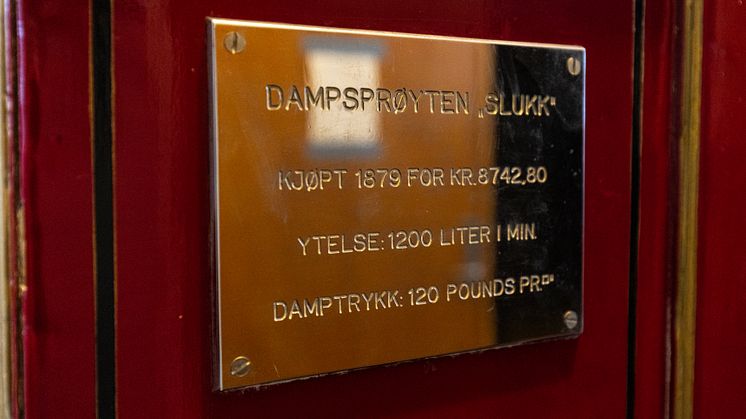 DAMPSPRØYTEN „SLUKK“
KJØPT 1879 FOR KR. 8742,80
YTELSE: 1200 LITER I MIN.
DAMPTRYKK: 120 POUNDS PR.□"